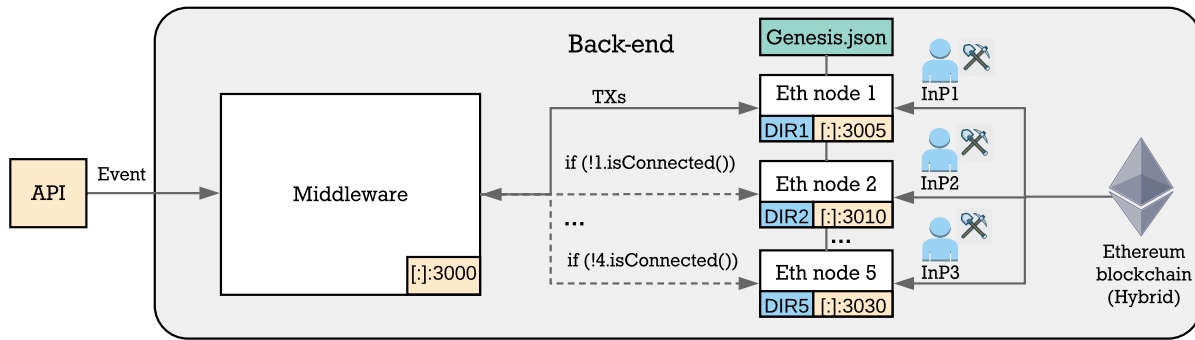 Back-end
Genesis.json
API
Event
Middleware
[:]:3000
TXs
if (!1.isConnected())
...
if (!4.isConnected())
Eth node 1
DIR1
[:]:3005
Eth node 2
DIR2
[:]:3010
...
Eth node 5
DIR5
[:]:3030
InP1
InP2
InP3
Ethereum
blockchain
(Hybrid)